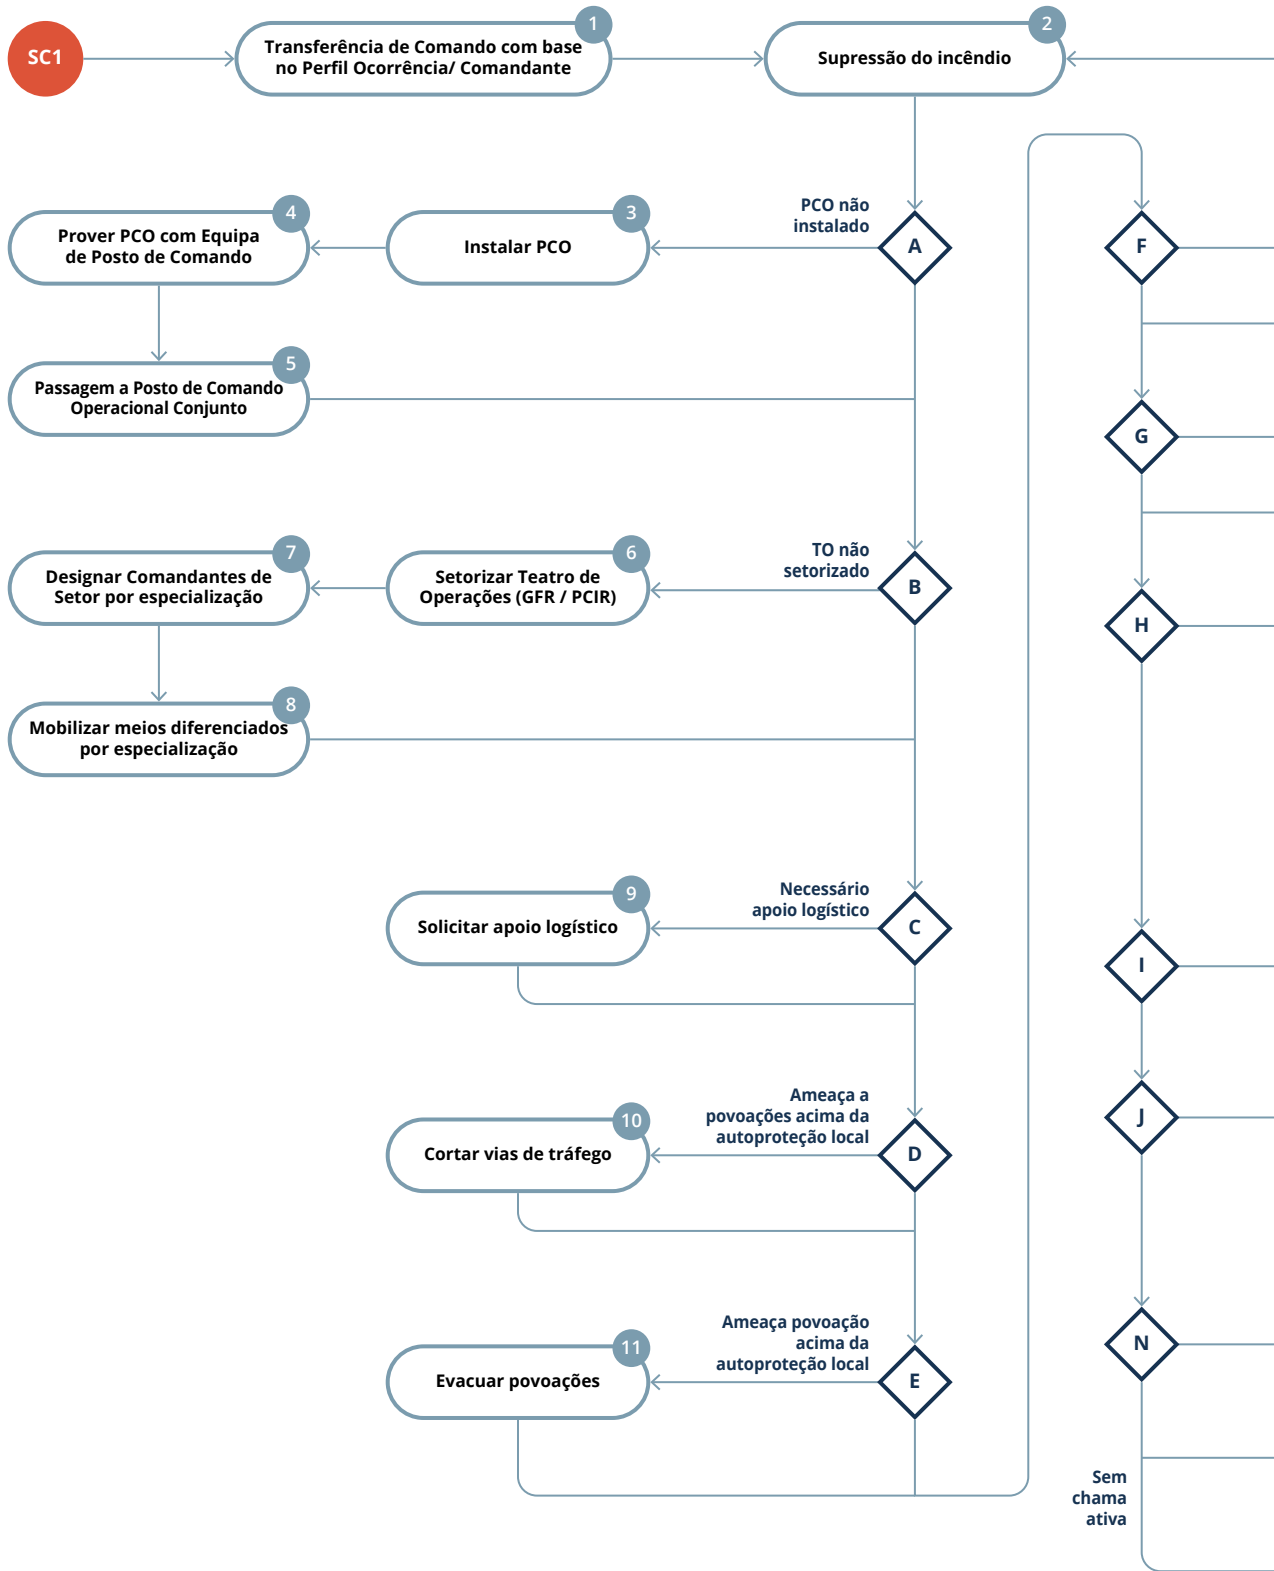 SC1
1
Transferência de Comando com base
no Perfil Ocorrência/ Comandante
2
Supressão do incêndio
PCO não
instalado
A
3
Instalar PCO
4
Prover PCO com Equipa
de Posto de Comando
5
Passagem a Posto de Comando
Operacional Conjunto
TO não
setorizado
B
6
Setorizar Teatro de
Operações (GFR / PCIR)
7
Designar Comandantes de
Setor por especialização
8
Mobilizar meios diferenciados
por especialização
Necessário
apoio logístico
C
9
Solicitar apoio logístico
Ameaça a
povoações acima da
autoproteção local
D
10
Cortar vias de tráfego
Ameaça povoação
acima da
autoproteção local
E
11
Evacuar povoações
F
G
H
I
J
N
Sem
chama
ativa